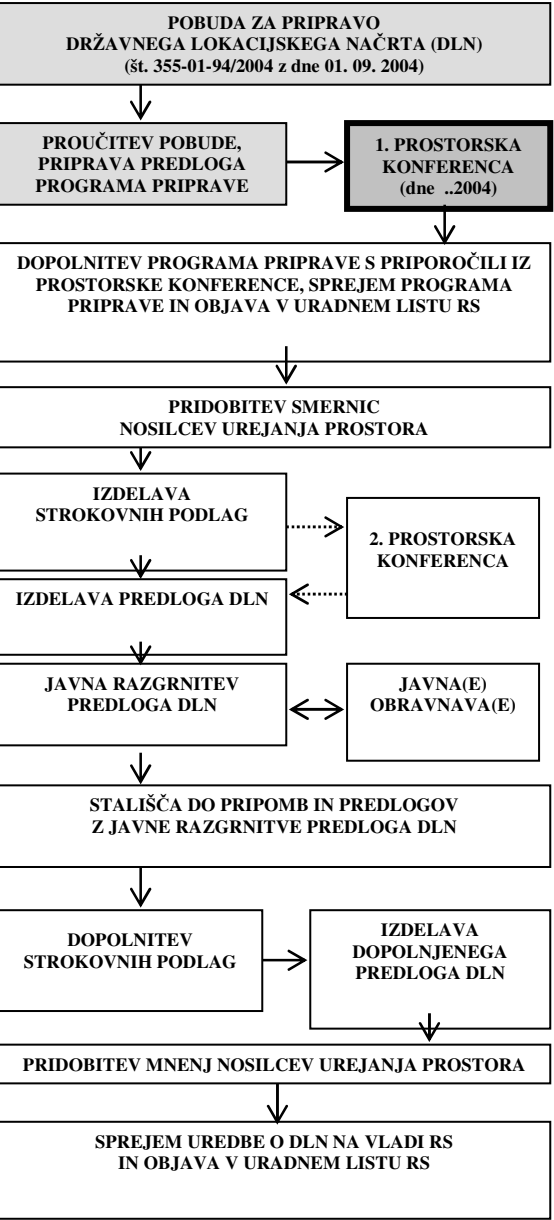 POBUDA ZA PRIPRAVO
DRŽAVNEGA LOKACIJSKEGA NAČRTA (DLN)
(št. 355-01-94/2004 z dne 01. 09. 2004)
PROUČITEV POBUDE,
PRIPRAVA PREDLOGA
PROGRAMA PRIPRAVE
1. PROSTORSKA
KONFERENCA
(dne ..2004)
DOPOLNITEV PROGRAMA PRIPRAVE S PRIPOROČILI IZ
PROSTORSKE KONFERENCE, SPREJEM PROGRAMA
PRIPRAVE IN OBJAVA V URADNEM LISTU RS
PRIDOBITEV SMERNIC
NOSILCEV UREJANJA PROSTORA
IZDELAVA
STROKOVNIH PODLAG
2. PROSTORSKA
KONFERENCA
IZDELAVA PREDLOGA DLN
JAVNA RAZGRNITEV
PREDLOGA DLN
JAVNA(E)
OBRAVNAVA(E)
STALIŠČA DO PRIPOMB IN PREDLOGOV
Z JAVNE RAZGRNITVE PREDLOGA DLN
DOPOLNITEV
STROKOVNIH PODLAG
IZDELAVA
DOPOLNJENEGA
PREDLOGA DLN
PRIDOBITEV MNENJ NOSILCEV UREJANJA PROSTORA
SPREJEM UREDBE O DLN NA VLADI RS
IN OBJAVA V URADNEM LISTU RS